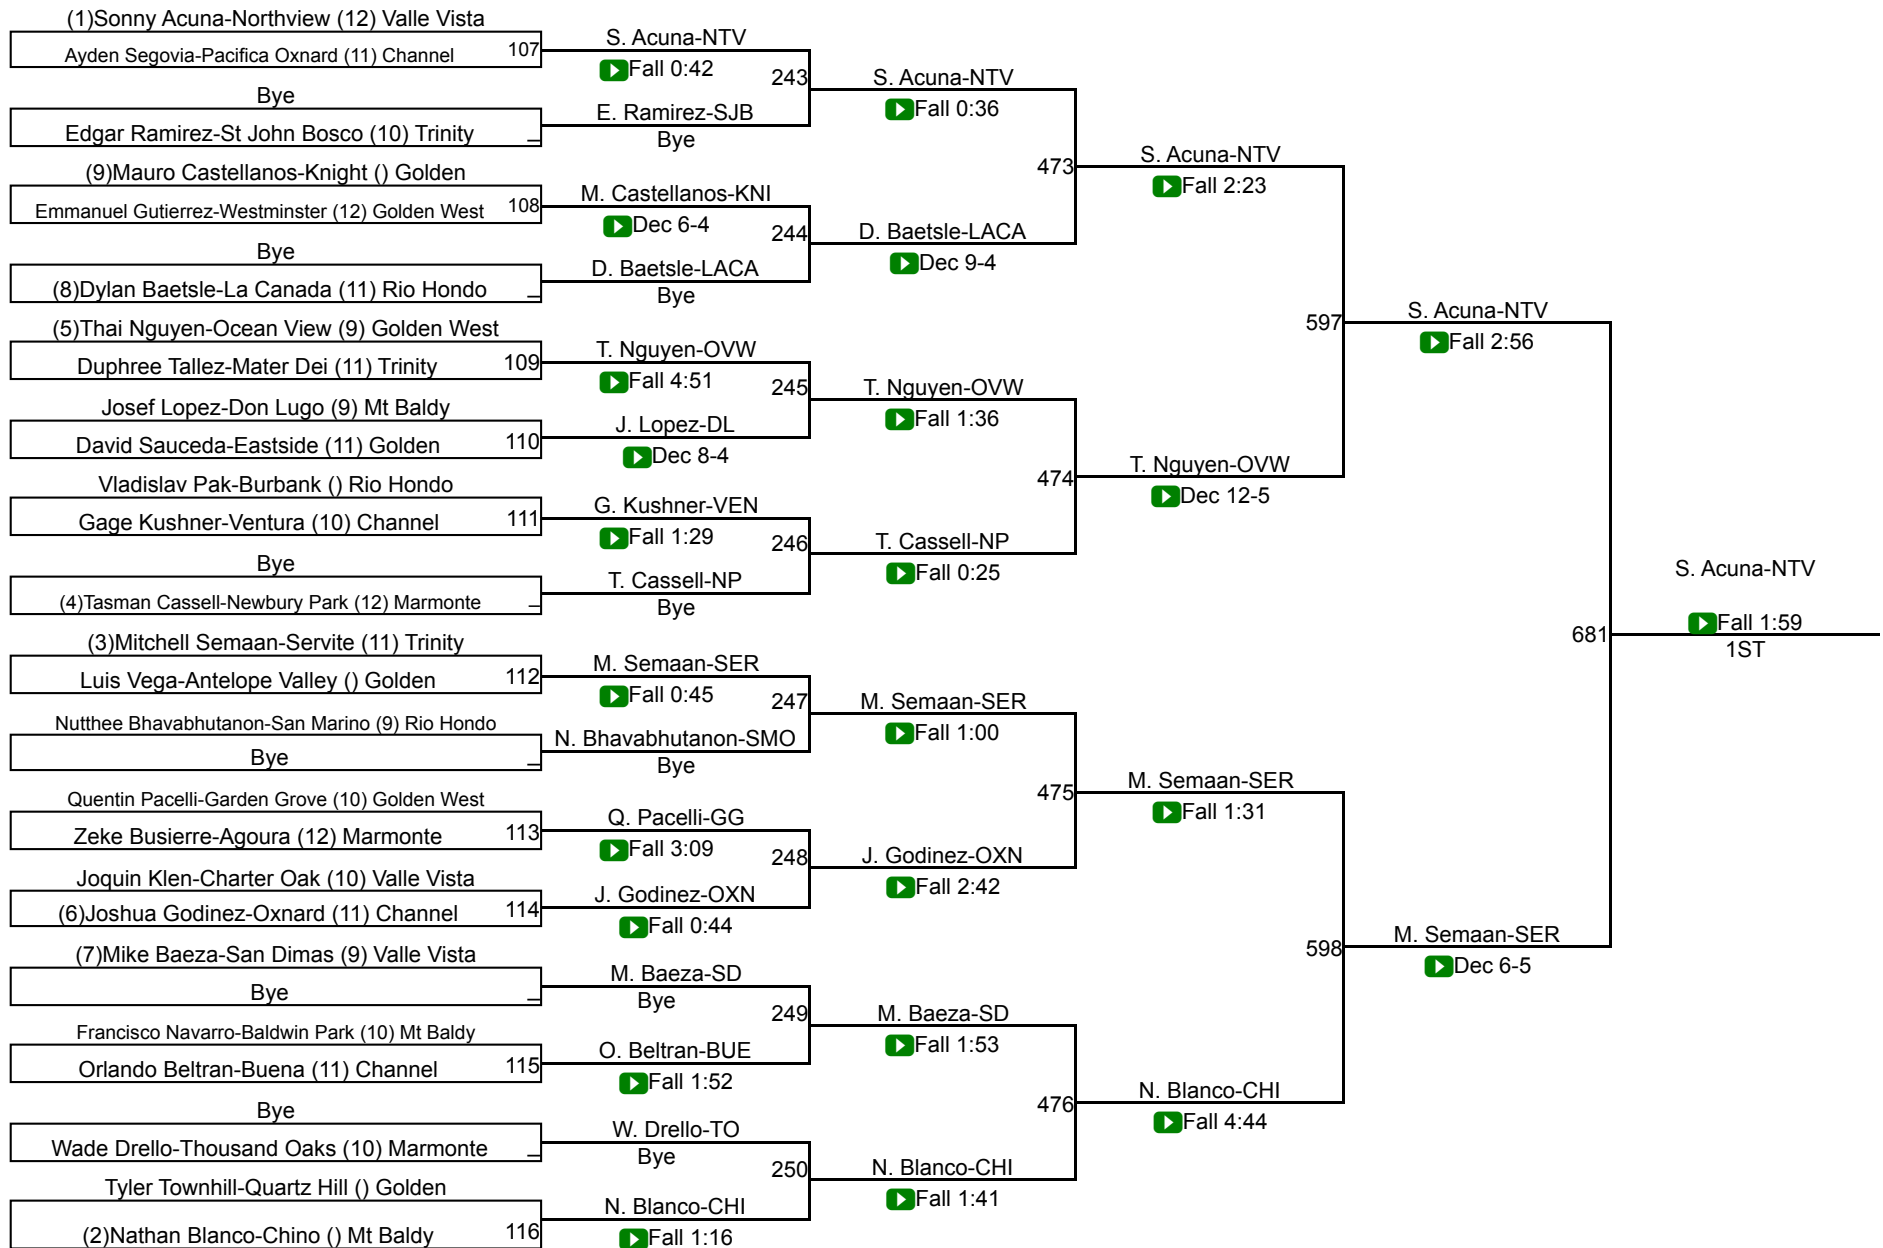 (1)Sonny Acuna-Northview (12) Valle Vista
Ayden Segovia-Pacifica Oxnard (11) Channel
107
Bye
Edgar Ramirez-St John Bosco (10) Trinity
(9)Mauro Castellanos-Knight () Golden
Emmanuel Gutierrez-Westminster (12) Golden West
108
Bye
(8)Dylan Baetsle-La Canada (11) Rio Hondo
(5)Thai Nguyen-Ocean View (9) Golden West
Duphree Tallez-Mater Dei (11) Trinity
109
Josef Lopez-Don Lugo (9) Mt Baldy
David Sauceda-Eastside (11) Golden
110
Vladislav Pak-Burbank () Rio Hondo
Gage Kushner-Ventura (10) Channel
111
Bye
(4)Tasman Cassell-Newbury Park (12) Marmonte
(3)Mitchell Semaan-Servite (11) Trinity
Luis Vega-Antelope Valley () Golden
112
Nutthee Bhavabhutanon-San Marino (9) Rio Hondo
Bye
Quentin Pacelli-Garden Grove (10) Golden West
Zeke Busierre-Agoura (12) Marmonte
113
Joquin Klen-Charter Oak (10) Valle Vista
(6)Joshua Godinez-Oxnard (11) Channel
114
(7)Mike Baeza-San Dimas (9) Valle Vista
Bye
Francisco Navarro-Baldwin Park (10) Mt Baldy
Orlando Beltran-Buena (11) Channel
115
Bye
Wade Drello-Thousand Oaks (10) Marmonte
Tyler Townhill-Quartz Hill () Golden
(2)Nathan Blanco-Chino () Mt Baldy
116
S. Acuna-NTV
Fall 0:42
243
E. Ramirez-SJB
Bye
M. Castellanos-KNI
Dec 6-4
244
D. Baetsle-LACA
Bye
T. Nguyen-OVW
Fall 4:51
245
J. Lopez-DL
Dec 8-4
G. Kushner-VEN
Fall 1:29
246
T. Cassell-NP
Bye
M. Semaan-SER
Fall 0:45
247
N. Bhavabhutanon-SMO
Bye
Q. Pacelli-GG
Fall 3:09
248
J. Godinez-OXN
Fall 0:44
M. Baeza-SD
Bye
249
O. Beltran-BUE
Fall 1:52
W. Drello-TO
Bye
250
N. Blanco-CHI
Fall 1:16
S. Acuna-NTV
Fall 0:36
473
D. Baetsle-LACA
Dec 9-4
T. Nguyen-OVW
Fall 1:36
474
T. Cassell-NP
Fall 0:25
M. Semaan-SER
Fall 1:00
475
J. Godinez-OXN
Fall 2:42
M. Baeza-SD
Fall 1:53
476
N. Blanco-CHI
Fall 1:41
S. Acuna-NTV
Fall 2:23
597
T. Nguyen-OVW
Dec 12-5
M. Semaan-SER
Fall 1:31
598
N. Blanco-CHI
Fall 4:44
S. Acuna-NTV
Fall 2:56
681
M. Semaan-SER
Dec 6-5
S. Acuna-NTV
Fall 1:59
1ST